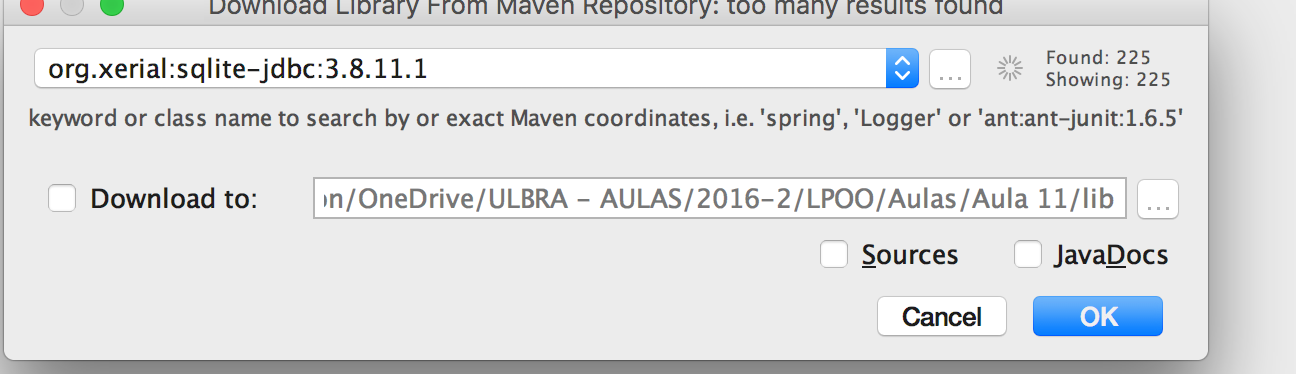 Download Library From Maven Repository: too many results found
org.xerial:sqlite-jdbc:3.8.11.1
...
Found: 225
Showing: 225
keyword or class name to search by or exact Maven coordinates, i.e. 'spring', 'Logger' or 'ant:ant-junit:1.6.5'
Download to:
n/OneDrive/ULBRA - AULAS/2016-2/LPOO/Aulas/Aula 11/lib
...
Sources
JavaDocs
Cancel
OK